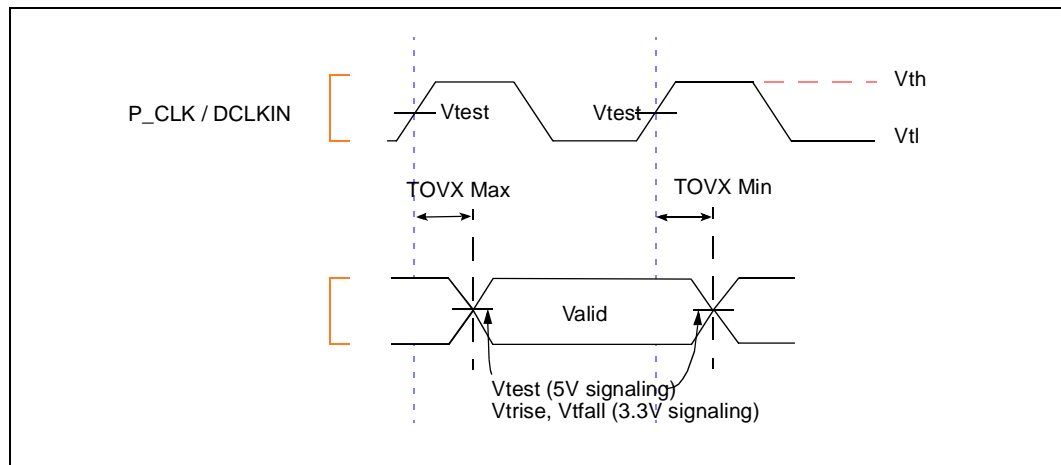 Vth
P_CLK / DCLKIN
Vtest
Vtest
Vtl
TOVX Max
TOVX Min
Valid
Vtest (5V signaling)
Vtrise, Vtfall (3.3V signaling)